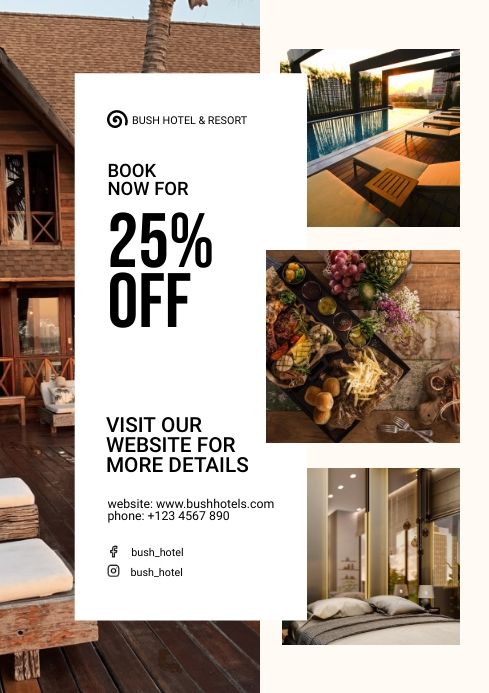 BUSH HOTEL & RESORT
BOOK
NOW FOR
25%
OFF
VISIT OUR
WEBSITE FOR
MORE DETAILS
website: www.bushhotels.com
phone: +123 4567 890
bush_hotel
bush_hotel